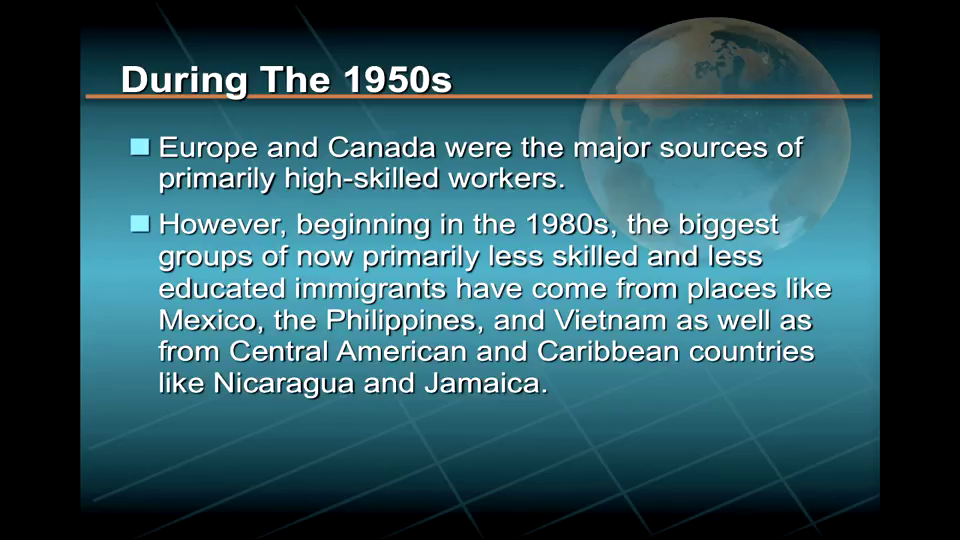 During The 1950s
Europe and Canada were the major sources of
primarily high-skilled workers.
However, beginning in the 1980s, the biggest
groups of now primarily less skilled and less
educated immigrants have come from places like
Mexico, the Philippines, and Vietnam as well as
from Central American and Caribbean countries
like Nicaragua and Jamaica.